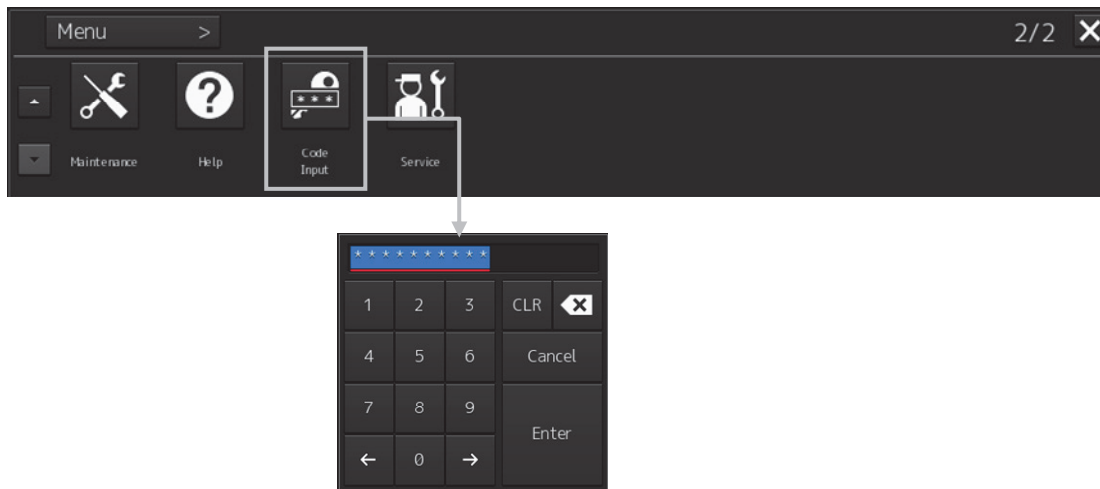 Menu >
2/2
Maintenance
Help
Code
Input
Service
* * * * * * * * * *
1 2 3 CLR
4 5 6 Cancel
7 8 9
Enter
← 0 →